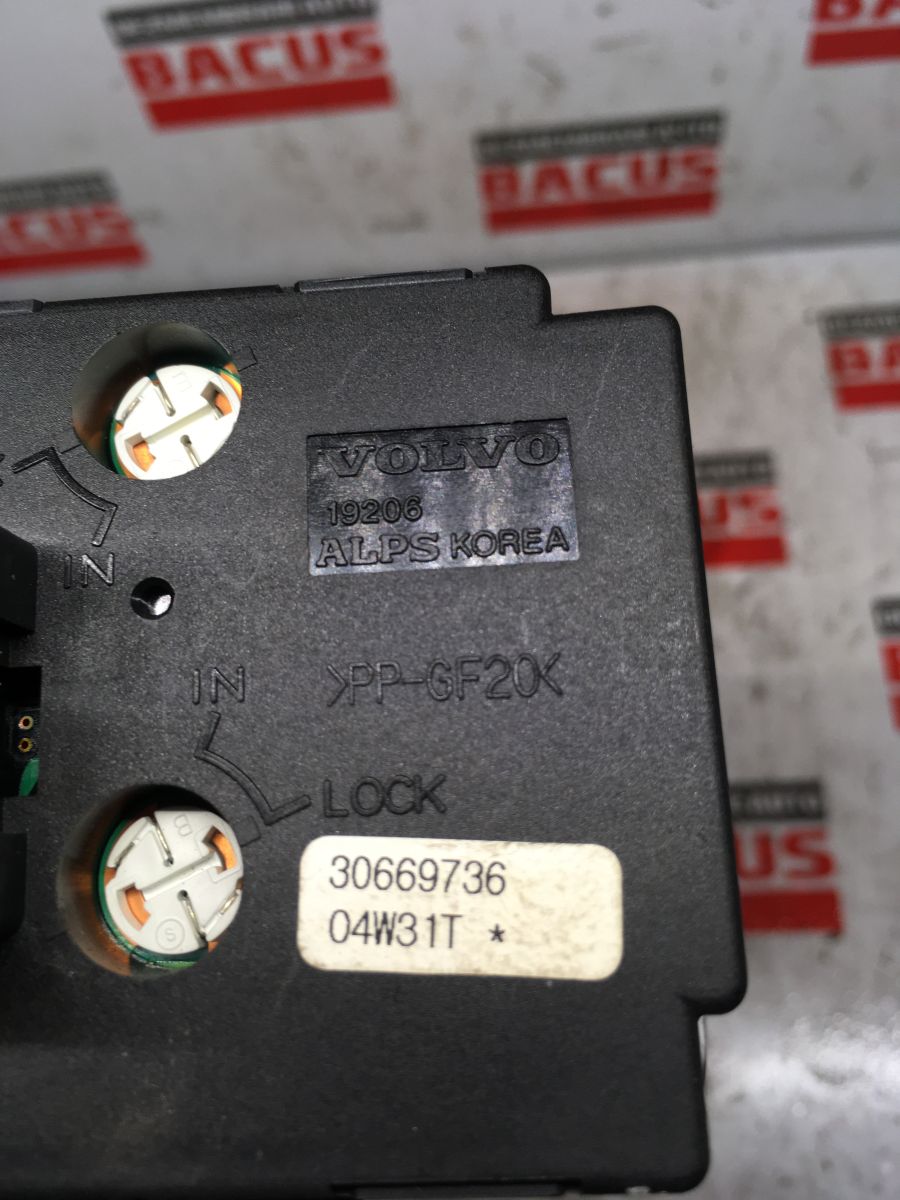 BACUS
BACUS
BACUS
VOLVO
19206
ALPS KOREA
IN
IN
>PP-GF20<
LOCK
B
S
30669736
04W31T *